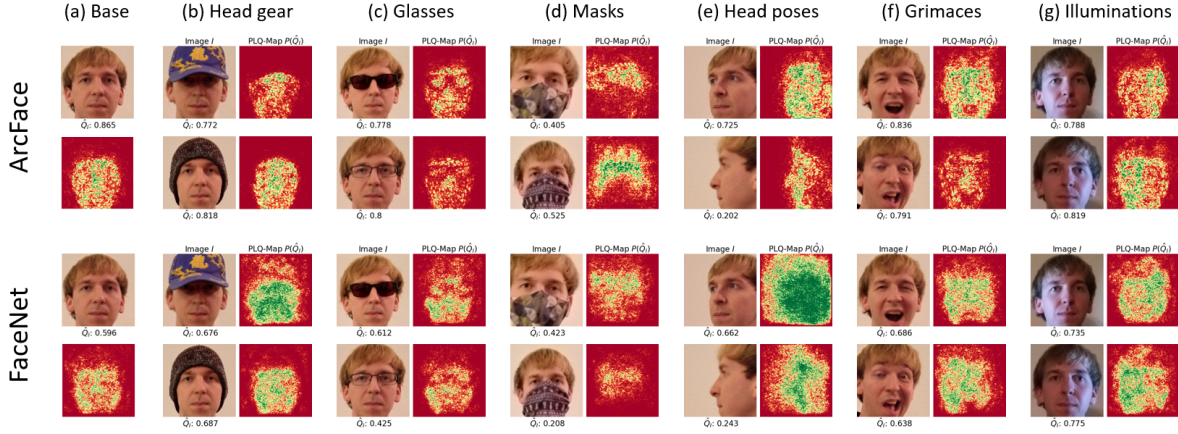 (a) Base (b) Head gear (c) Glasses (d) Masks (e) Head poses (f) Grimaces (g) Illuminations
ArcFace
Image I PLQ-Map P(Q̂I) Image I PLQ-Map P(Q̂I) Image I PLQ-Map P(Q̂I) Image I PLQ-Map P(Q̂I) Image I PLQ-Map P(Q̂I) Image I PLQ-Map P(Q̂I)
Q̂I: 0.865 Q̂I: 0.772 Q̂I: 0.778 Q̂I: 0.405 Q̂I: 0.725 Q̂I: 0.836 Q̂I: 0.788
Q̂I: 0.818 Q̂I: 0.8 Q̂I: 0.525 Q̂I: 0.202 Q̂I: 0.791 Q̂I: 0.819
FaceNet
Image I PLQ-Map P(Q̂I) Image I PLQ-Map P(Q̂I) Image I PLQ-Map P(Q̂I) Image I PLQ-Map P(Q̂I) Image I PLQ-Map P(Q̂I) Image I PLQ-Map P(Q̂I)
Q̂I: 0.596 Q̂I: 0.676 Q̂I: 0.612 Q̂I: 0.423 Q̂I: 0.662 Q̂I: 0.686 Q̂I: 0.735
Q̂I: 0.687 Q̂I: 0.425 Q̂I: 0.208 Q̂I: 0.243 Q̂I: 0.638 Q̂I: 0.775